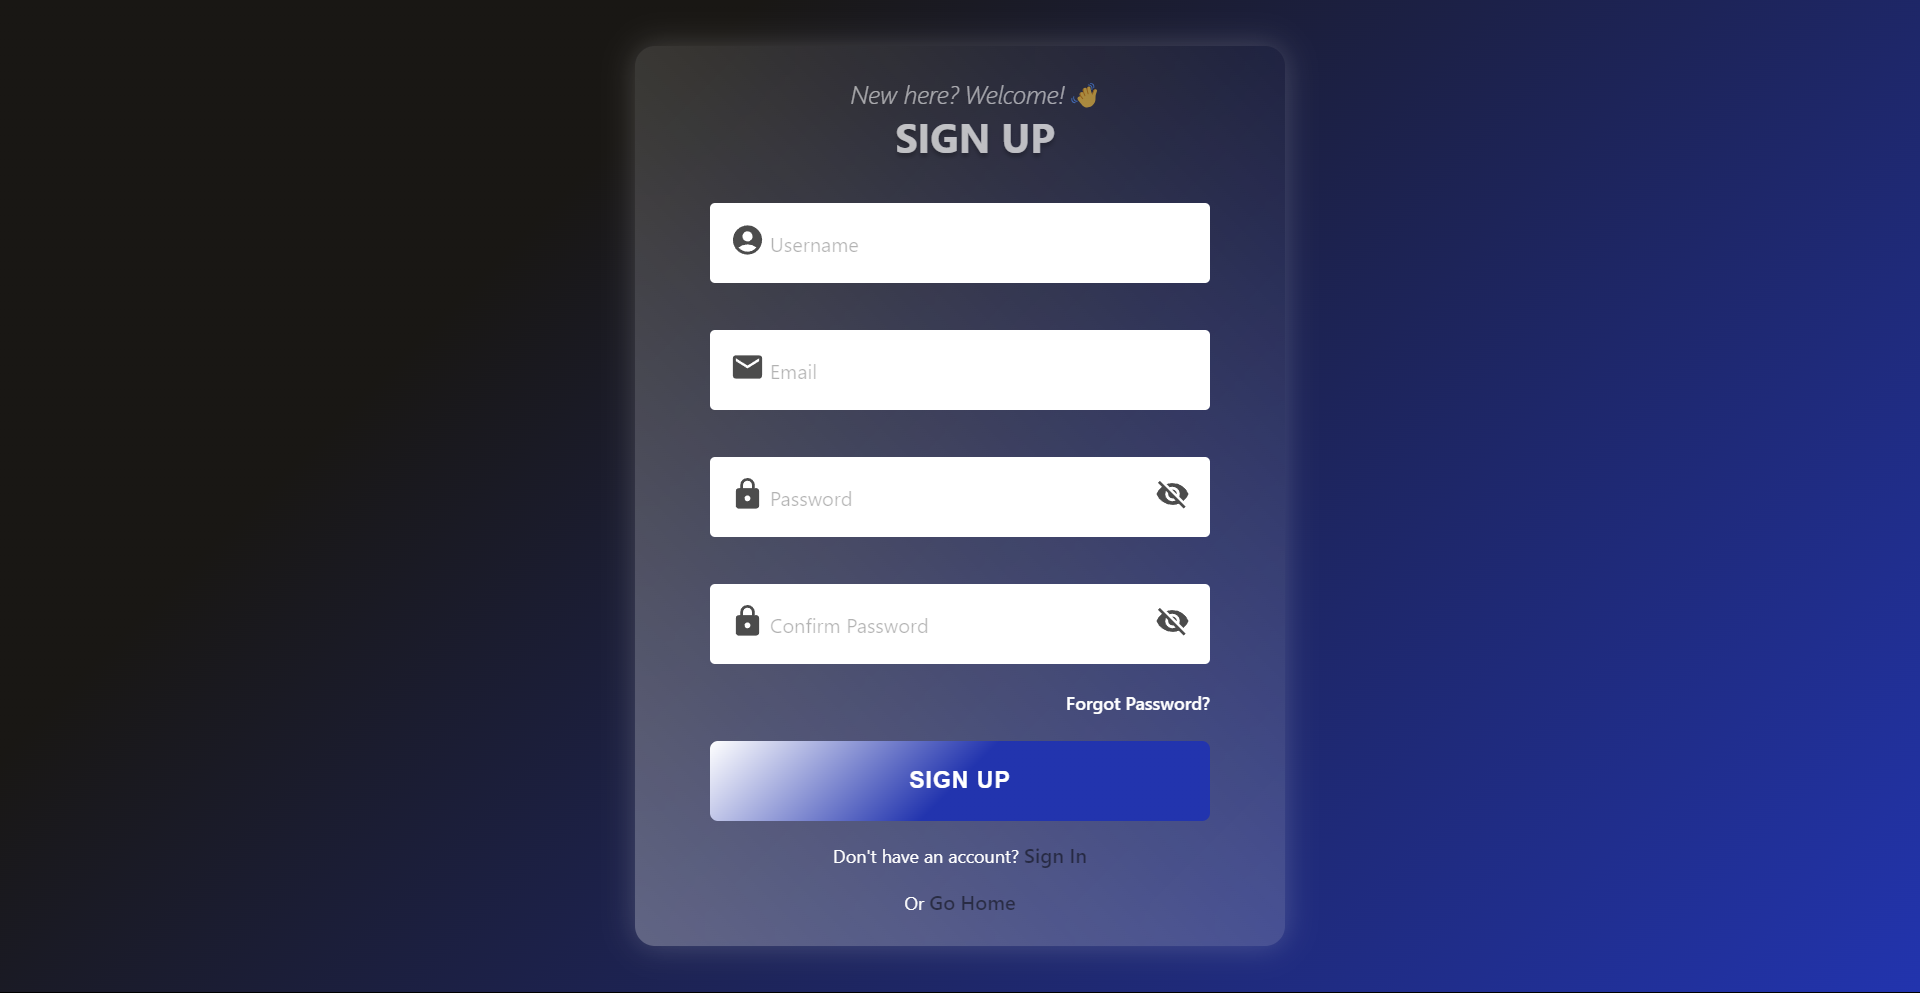 New here? Welcome! 👋
SIGN UP
Username
Email
Password
Confirm Password
Forgot Password?
SIGN UP
Don't have an account? Sign In
Or Go Home